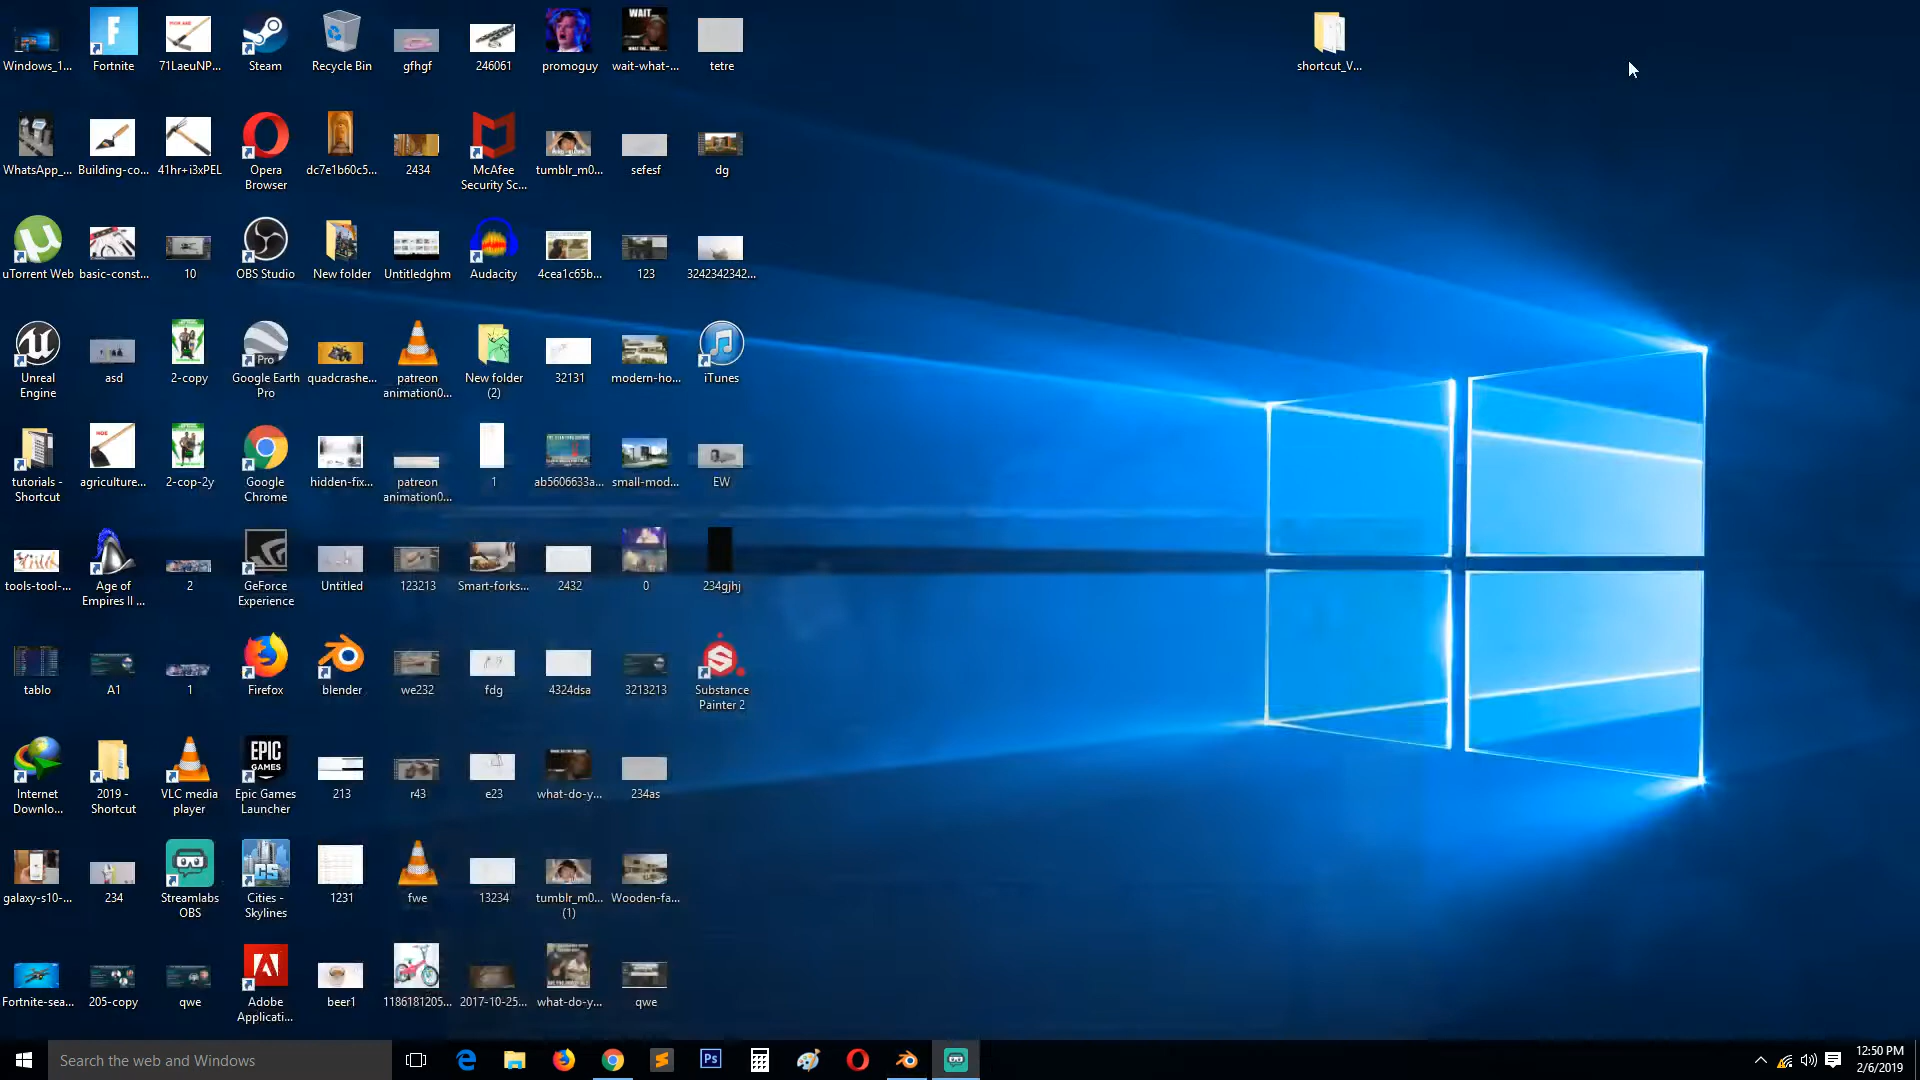 Windows_1...
Fortnite
71LaeuNP...
Steam
Recycle Bin
gfhgf
246061
promoguy
wait-what-...
tetre
shortcut_V...
WhatsApp_...
Building-co...
41hr+i3xPEL
Opera
Browser
dc7e1b60c5...
2434
McAfee
Security Sc...
tumblr_m0...
sefesf
dg
uTorrent Web
basic-const...
10
OBS Studio
New folder
Untitledghm
Audacity
4cea1c65b...
123
3242342342...
Unreal
Engine
asd
2-copy
Google Earth
Pro
quadcrashe...
patreon
animation0...
New folder
(2)
32131
modern-ho...
iTunes
tutorials -
Shortcut
agriculture...
2-cop-2y
Google
Chrome
hidden-fix...
patreon
animation0...
1
ab5606633a...
small-mod...
EW
tools-tool-...
Age of
Empires II ...
2
GeForce
Experience
Untitled
123213
Smart-forks...
2432
0
234gjhj
tablo
A1
1
Firefox
blender
we232
fdg
4324dsa
3213213
Substance
Painter 2
Internet
Downlo...
2019 -
Shortcut
VLC media
player
EPIC
GAMES
Epic Games
Launcher
213
r43
e23
what-do-y...
234as
galaxy-s10-...
234
Streamlabs
OBS
Cities -
Skylines
1231
fwe
13234
tumblr_m0...
(1)
Wooden-fa...
Fortnite-sea...
205-copy
qwe
Adobe
Applicati...
beer1
1186181205...
2017-10-25...
what-do-y...
qwe
Search the web and Windows
Ps
12:50 PM
2/6/2019